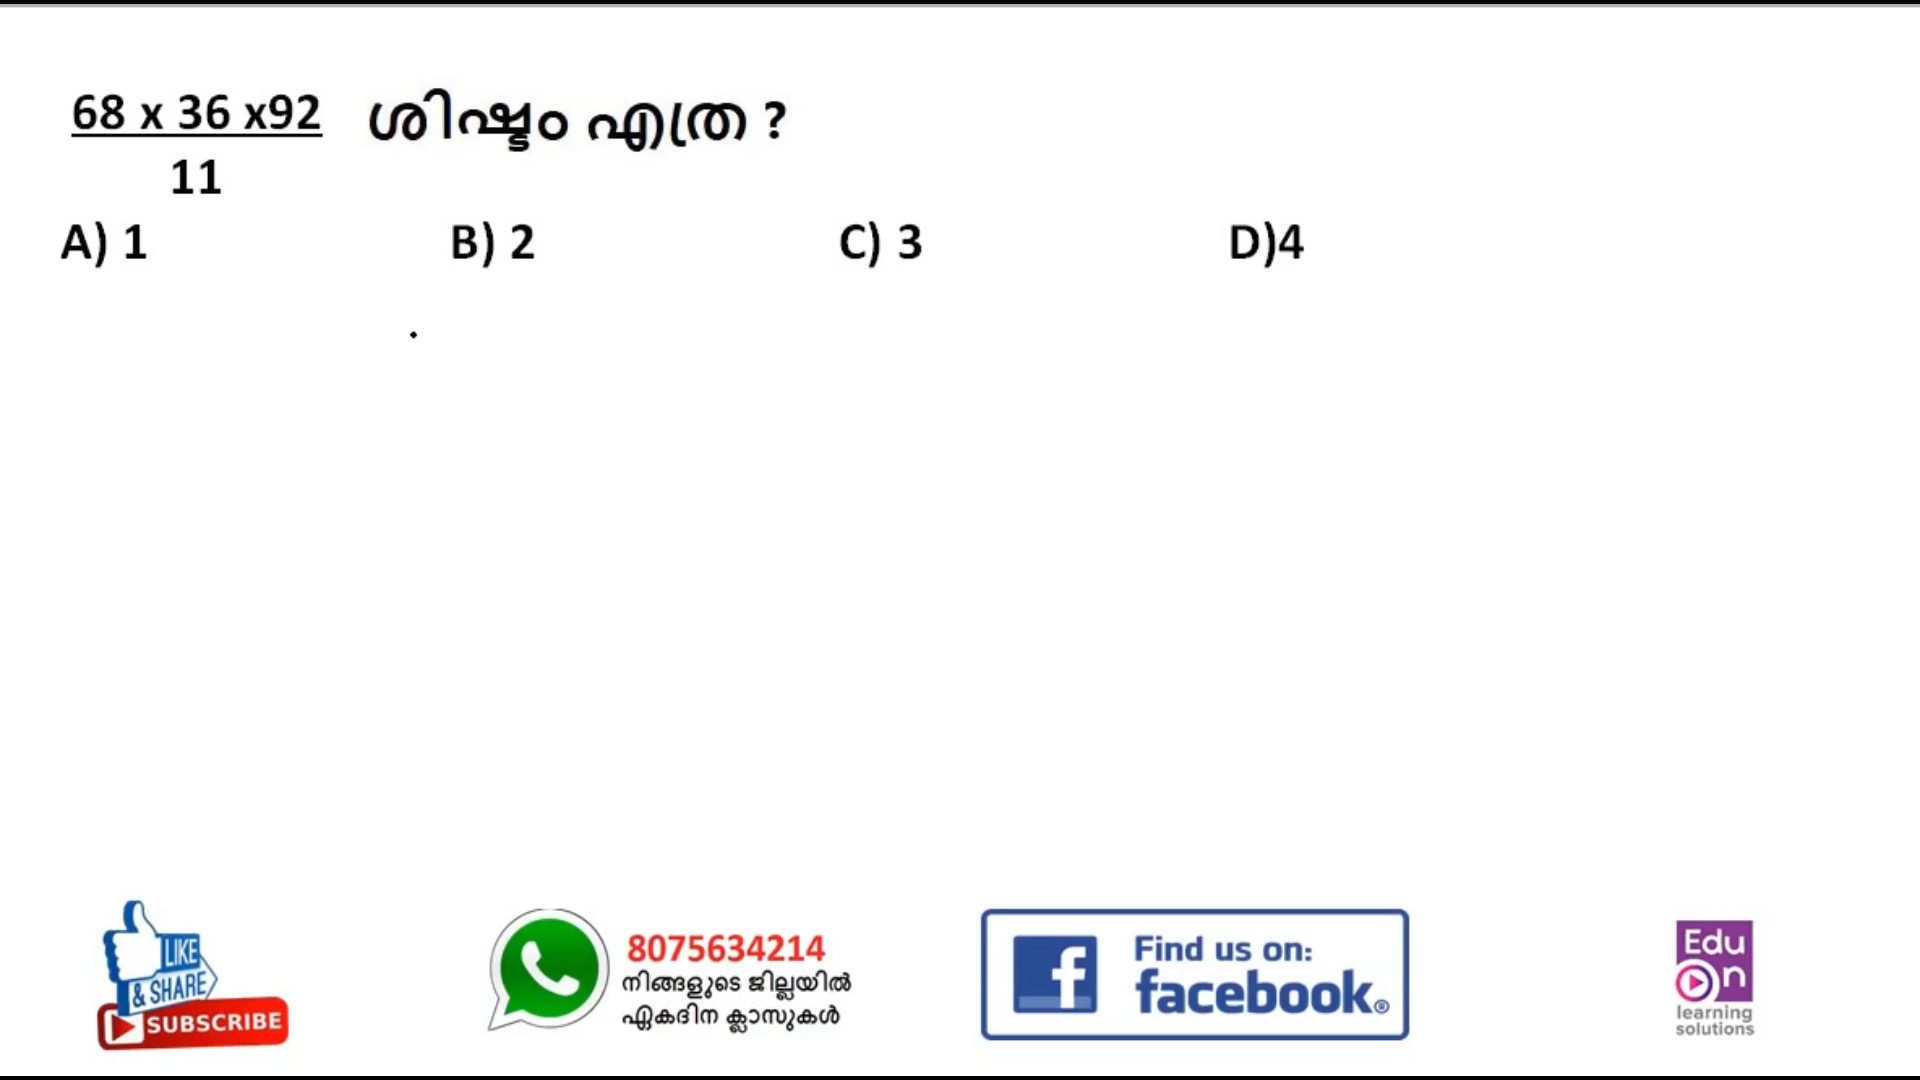 68 x 36 x92 ശിഷ്ടം എത്ര ?
11
A) 1 B) 2 C) 3 D)4
LIKE
& SHARE
SUBSCRIBE
8075634214
നിങ്ങളുടെ ജില്ലയിൽ
ഏകദിന ക്ലാസുകൾ
Find us on:
facebook®
Edu
On
learning
solutions